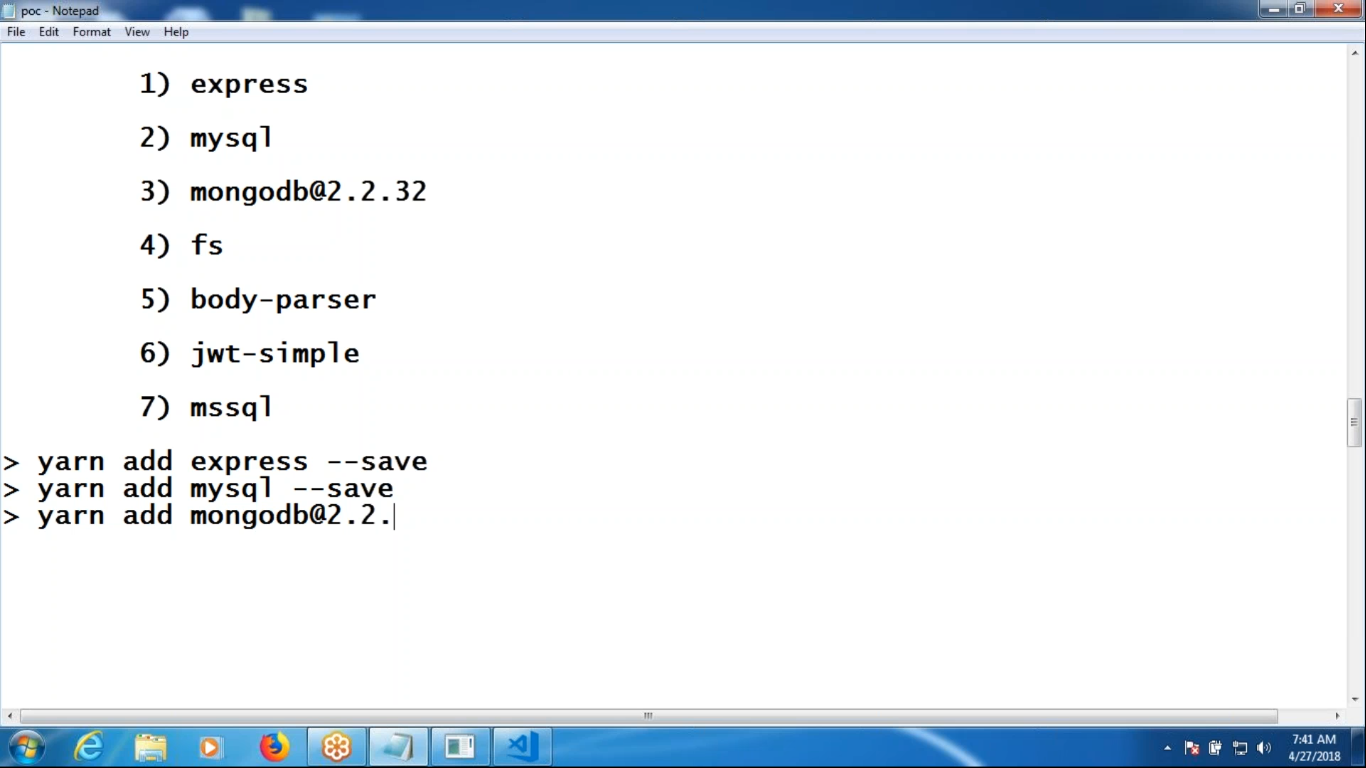 poc - Notepad
File Edit Format View Help
1) express
2) mysql
3) mongodb@2.2.32
4) fs
5) body-parser
6) jwt-simple
7) mssql
> yarn add express --save
> yarn add mysql --save
> yarn add mongodb@2.2.
7:41 AM
4/27/2018